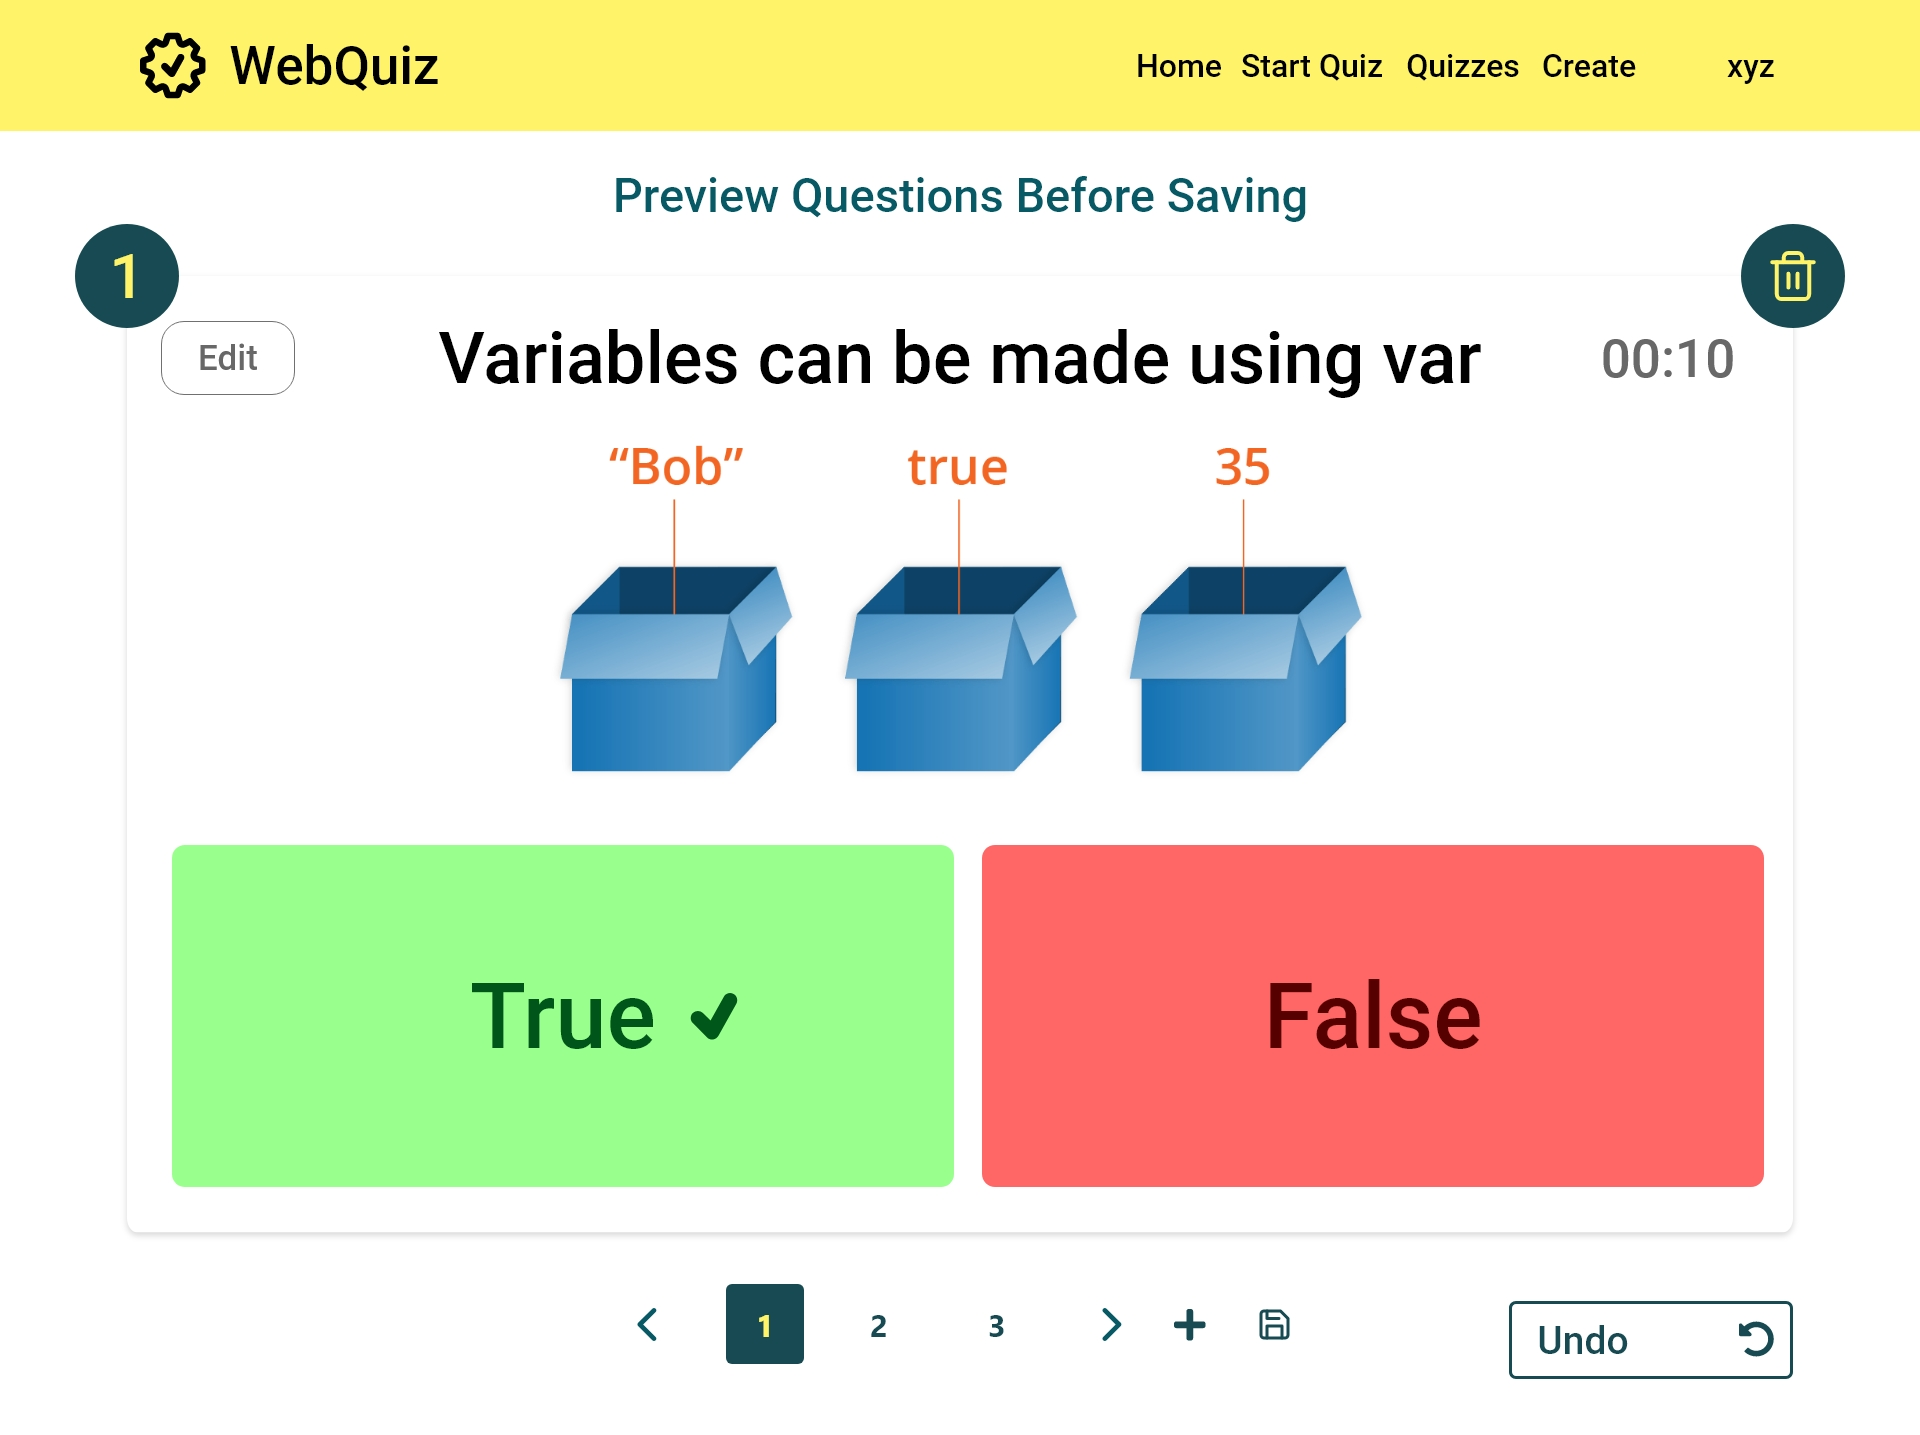 WebQuiz
Home Start Quiz Quizzes Create xyz
Preview Questions Before Saving
1
Edit
Variables can be made using var
00:10
“Bob” true 35
True
False
1 2 3
Undo